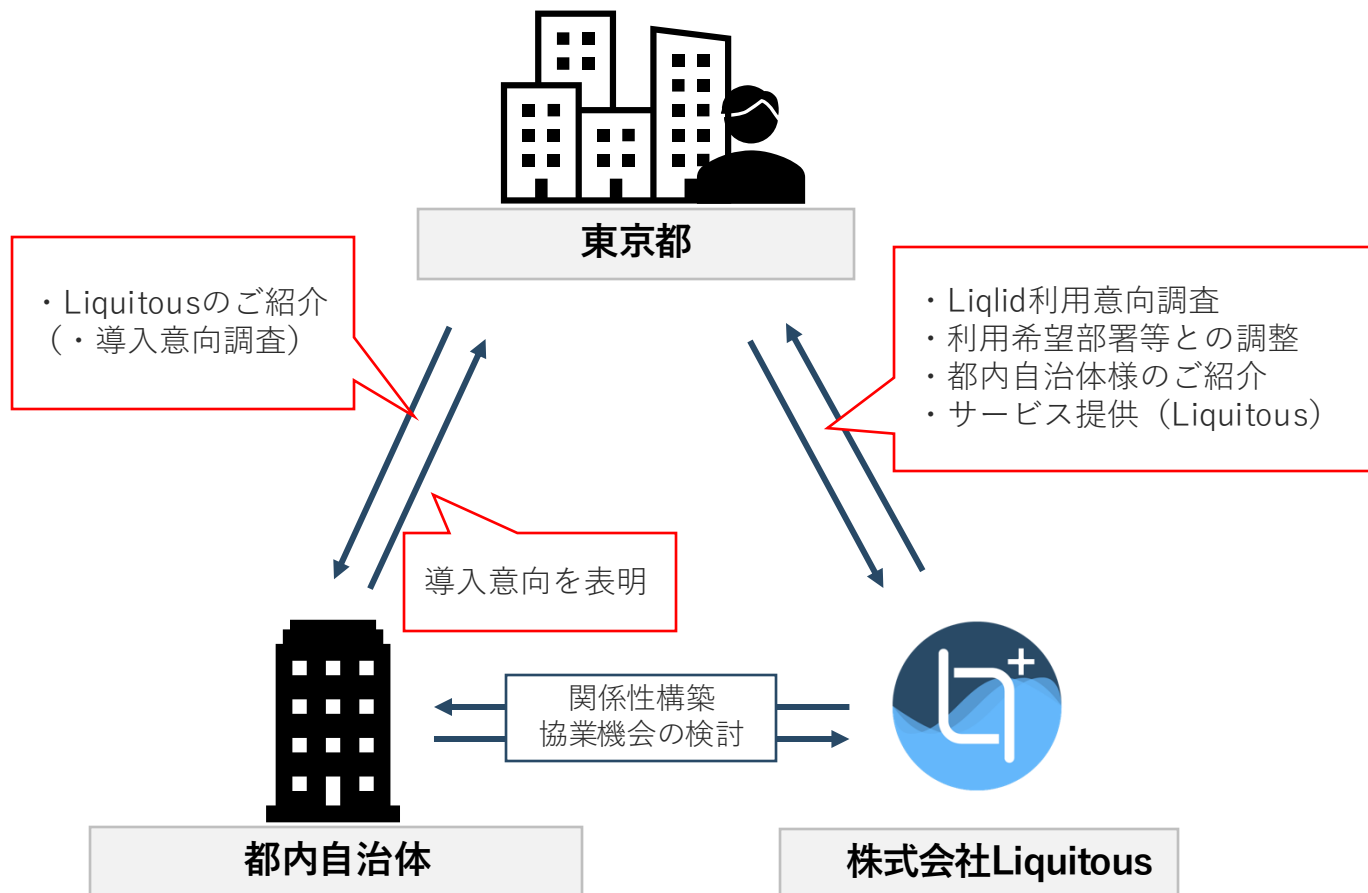 東京都
・Liquitousのご紹介
（・導入意向調査）
・Liqlid利用意向調査
・利用希望部署等との調整
・都内自治体様のご紹介
・サービス提供（Liquitous）
導入意向を表明
関係性構築
協業機会の検討
都内自治体
株式会社Liquitous